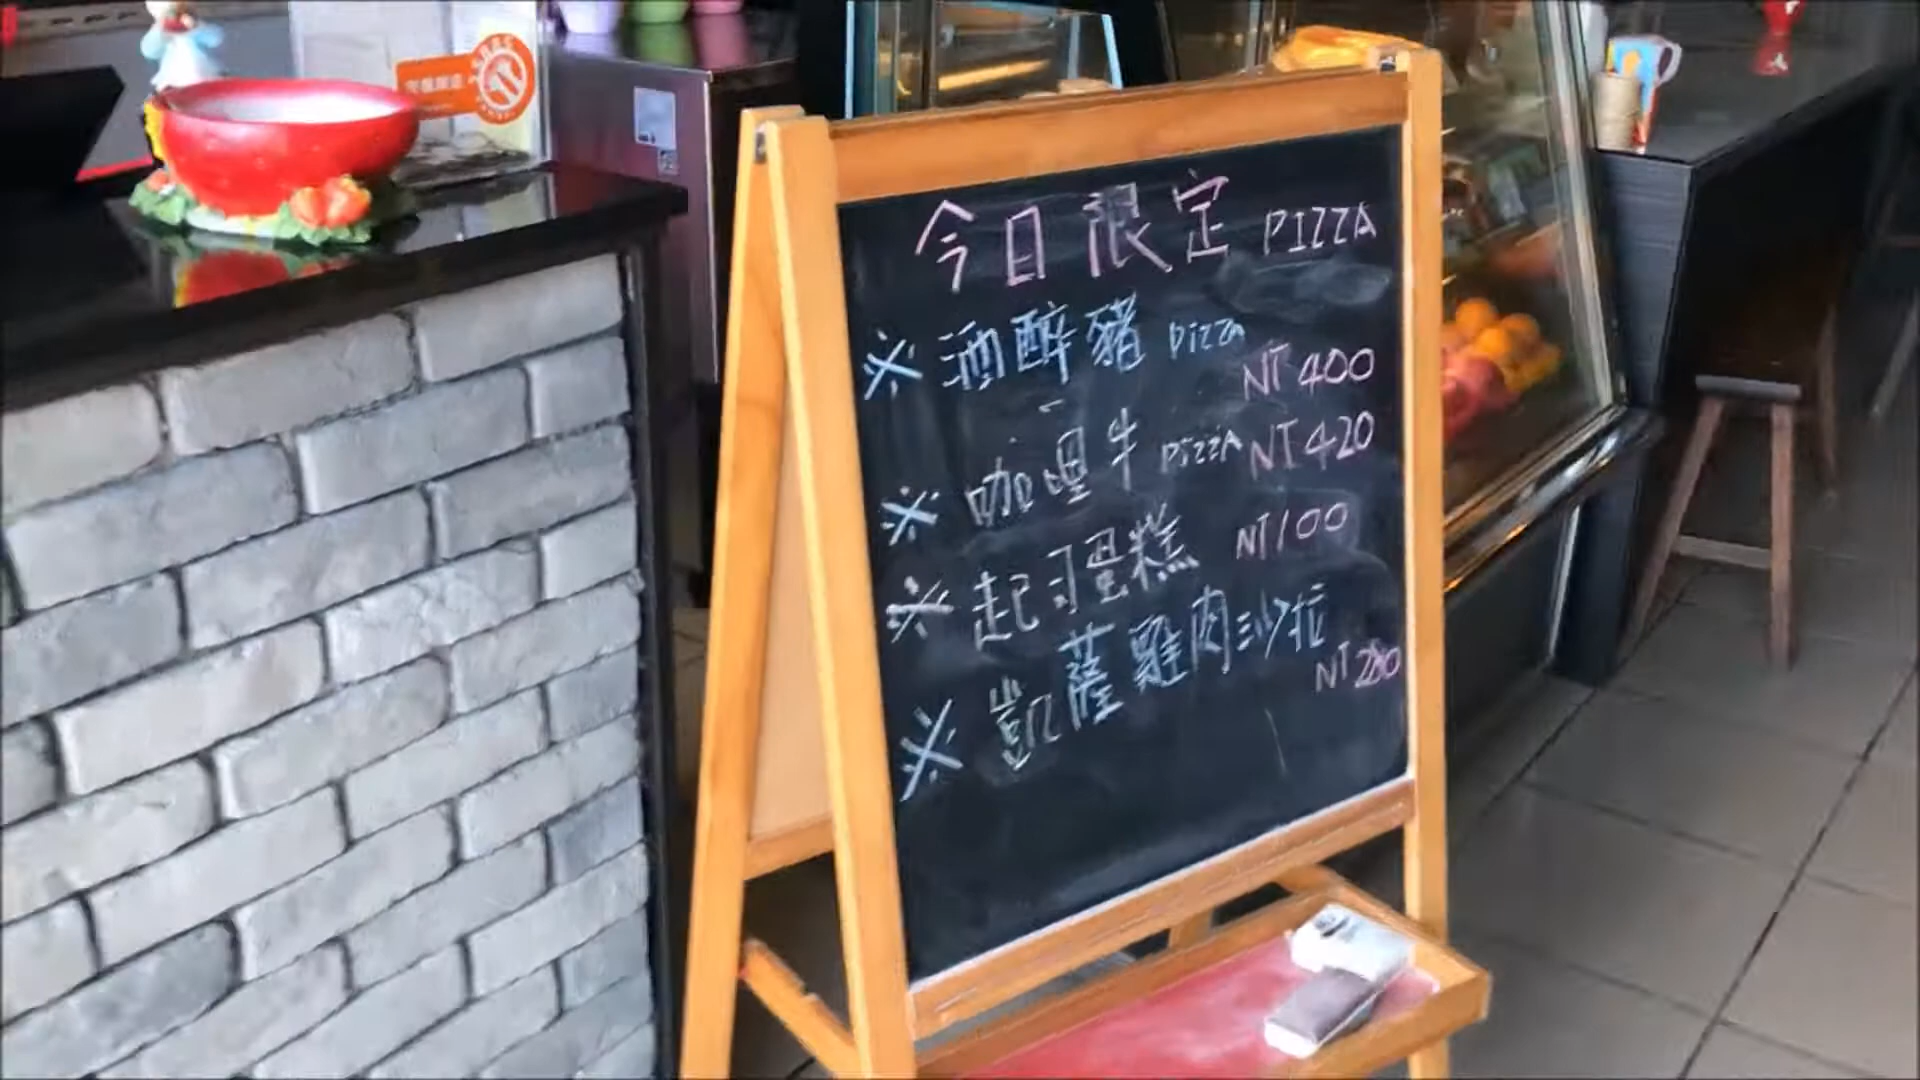 今日限定 PIZZA
※ 酒醉豬 pizza
NT 400
※ 咖哩牛 PizzA NT 420
※ 起司蛋糕 NT 100
※ 凱薩雞肉沙拉
NT 280